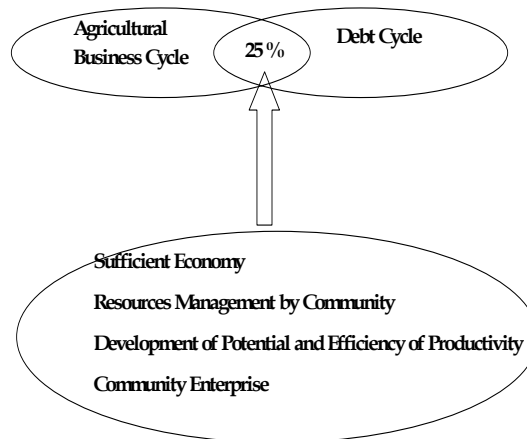 Agricultural
Business Cycle
25%
Debt Cycle
Sufficient Economy
Resources Management by Community
Development of Potential and Efficiency of Productivity
Community Enterprise